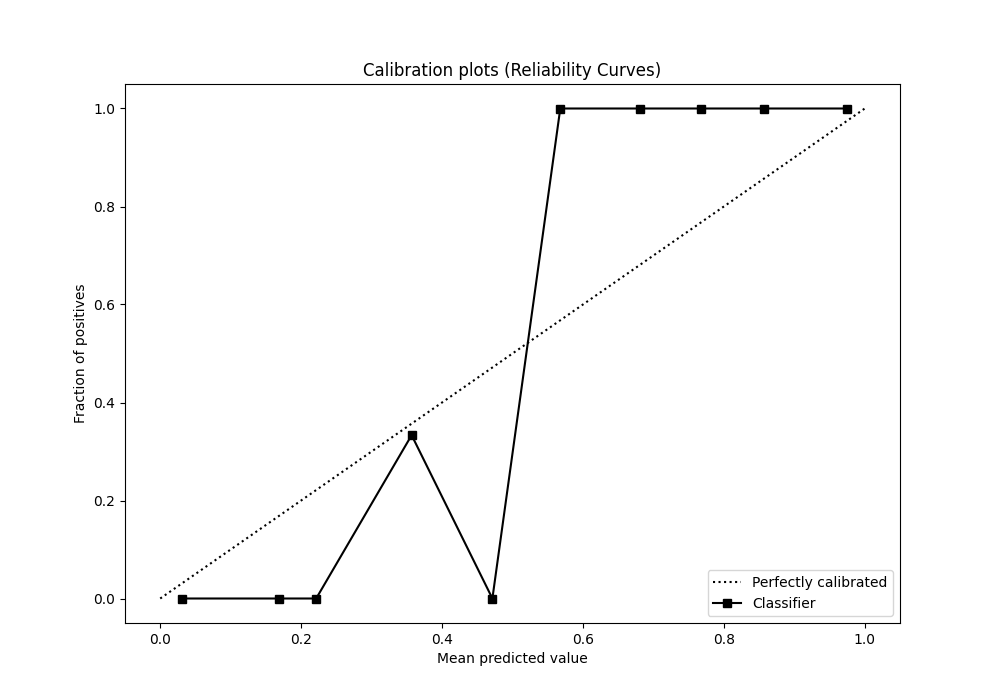 Calibration plots (Reliability Curves)
Fraction of positives
1.0
0.8
0.6
0.4
0.2
0.0
0.0 0.2 0.4 0.6 0.8 1.0
Mean predicted value
Perfectly calibrated
Classifier